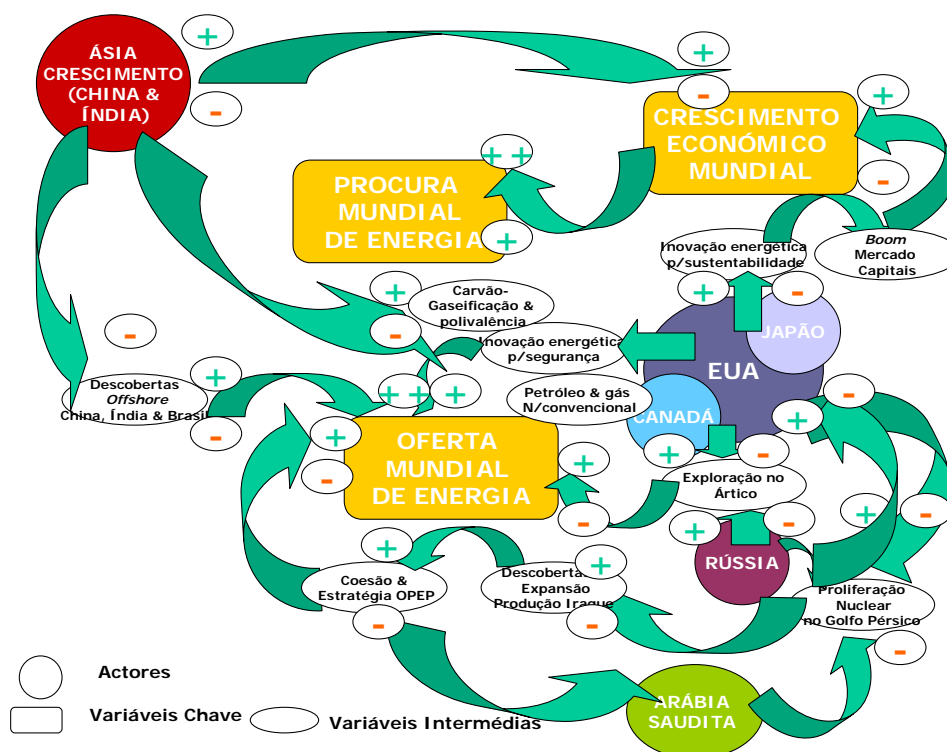 ÁSIA
CRESCIMENTO
(CHINA &
ÍNDIA)
+
-
+
-
CRESCIMENTO
ECONÓMICO
MUNDIAL
+
-
PROCURA
MUNDIAL
DE ENERGIA
+ +
+
Inovação energética
p/sustentabilidade
Boom
Mercado
Capitais
+
-
Carvão-
Gaseificação &
polivalência
+
-
Inovação energética
p/segurança
JAPÃO
EUA
Petróleo & gás
N/convencional
CANADÁ
-
Descobertas
Offshore
China, Índia & Brasil
+
-
++
+
+
-
OFERTA
MUNDIAL
DE ENERGIA
+
-
+
-
+
-
Exploração no
Ártico
+
-
+
-
RÚSSIA
+
Coesão &
Estratégia OPEP
-
+
Descobertas
Expansão
Produção Iraque
-
Proliferação
Nuclear
no Golfo Pérsico
-
ARÁBIA
SAUDITA
Actores
Variáveis Chave
Variáveis Intermédias